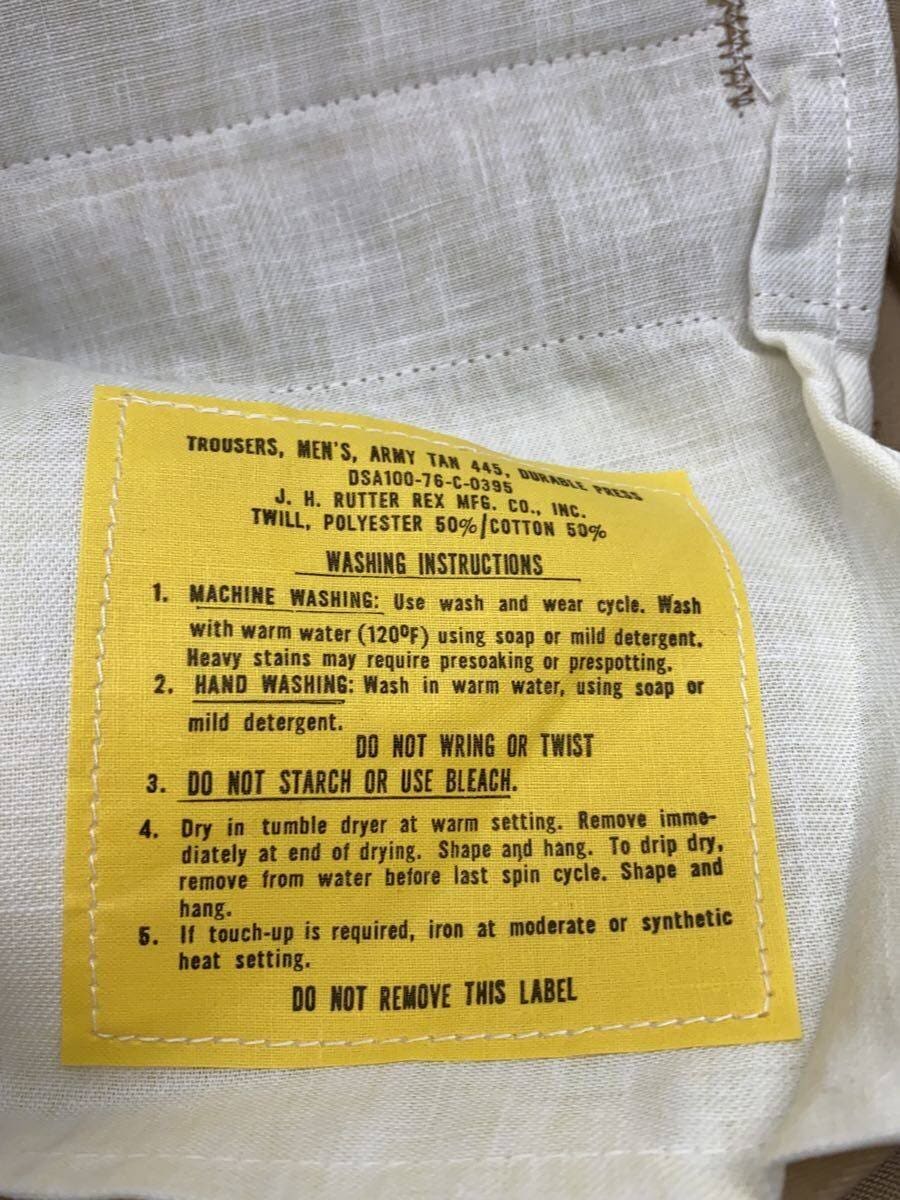 TROUSERS, MEN'S, ARMY TAN 445, DURABLE PRESS
DSA100-76-C-0395
J. H. RUTTER REX MFG. CO., INC.
TWILL, POLYESTER 50%/COTTON 50%
WASHING INSTRUCTIONS
1. MACHINE WASHING: Use wash and wear cycle. Wash
with warm water (120ºF) using soap or mild detergent.
Heavy stains may require presoaking or prespotting.
2. HAND WASHING: Wash in warm water, using soap or
mild detergent.
DO NOT WRING OR TWIST
3. DO NOT STARCH OR USE BLEACH.
4. Dry in tumble dryer at warm setting. Remove imme-
diately at end of drying. Shape and hang. To drip dry,
remove from water before last spin cycle. Shape and
hang.
5. If touch-up is required, iron at moderate or synthetic
heat setting.
DO NOT REMOVE THIS LABEL